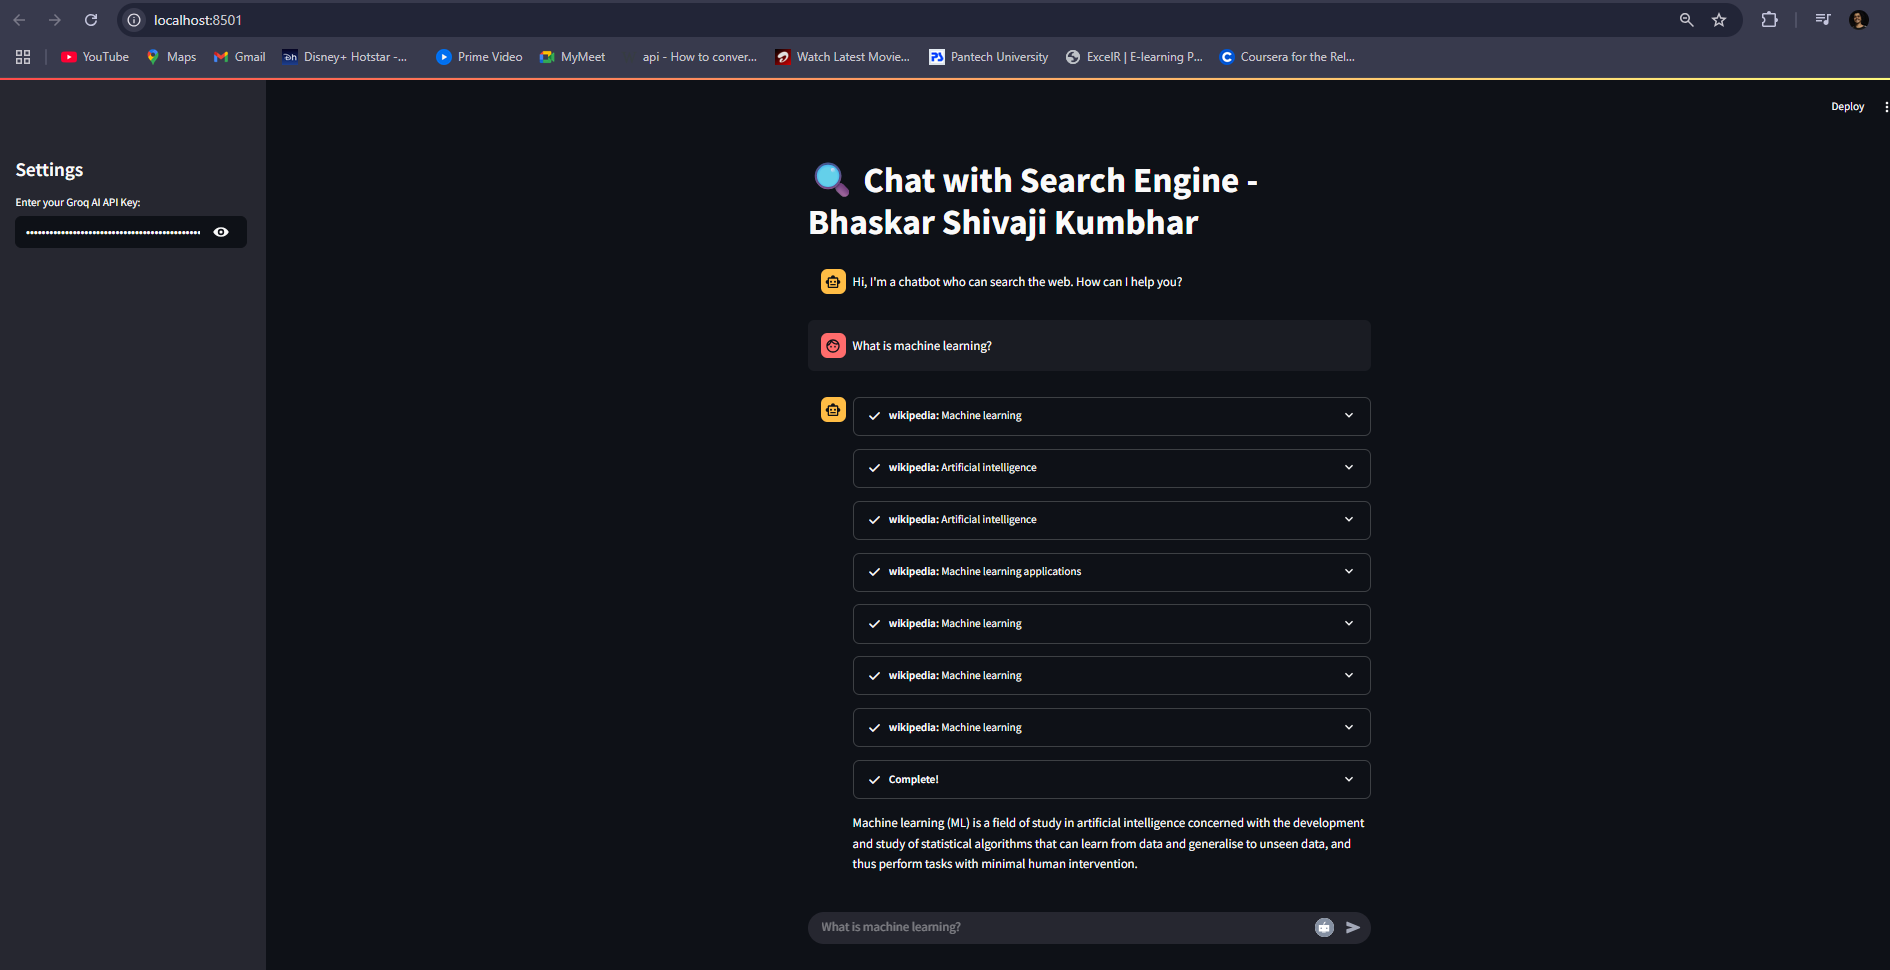 localhost:8501
YouTube
Maps
Gmail
Disney+ Hotstar -...
Prime Video
MyMeet
api - How to conver...
Watch Latest Movie...
Pantech University
ExcelR | E-learning P...
Coursera for the Rel...
Deploy
Settings
Enter your Groq AI API Key:
Chat with Search Engine -
Bhaskar Shivaji Kumbhar
Hi, I'm a chatbot who can search the web. How can I help you?
What is machine learning?
wikipedia: Machine learning
wikipedia: Artificial intelligence
wikipedia: Artificial intelligence
wikipedia: Machine learning applications
wikipedia: Machine learning
wikipedia: Machine learning
wikipedia: Machine learning
Complete!
Machine learning (ML) is a field of study in artificial intelligence concerned with the development
and study of statistical algorithms that can learn from data and generalise to unseen data, and
thus perform tasks with minimal human intervention.
What is machine learning?